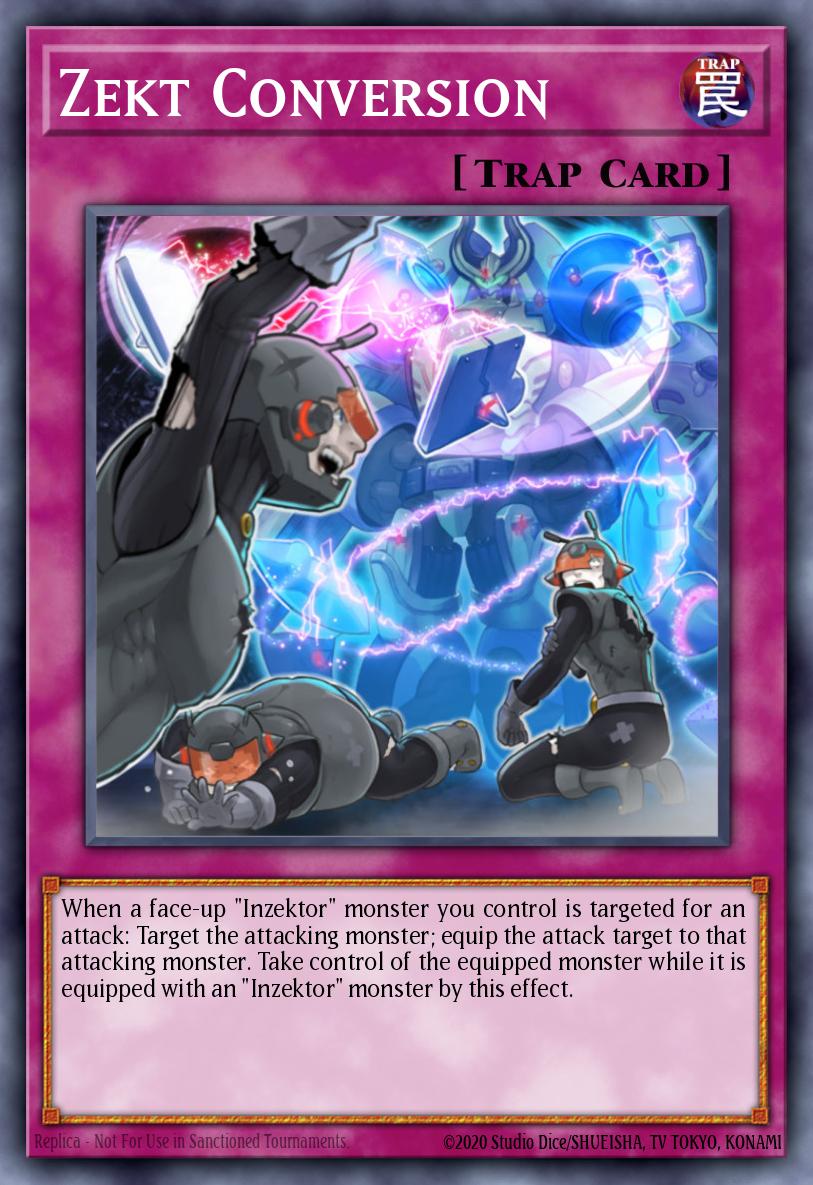 Zekt Conversion
TRAP
罠
[Trap Card]
When a face-up "Inzektor" monster you control is targeted for an
attack: Target the attacking monster; equip the attack target to that
attacking monster. Take control of the equipped monster while it is
equipped with an "Inzektor" monster by this effect.
Replica - Not For Use in Sanctioned Tournaments.
©2020 Studio Dice/SHUEISHA, TV TOKYO, KONAMI